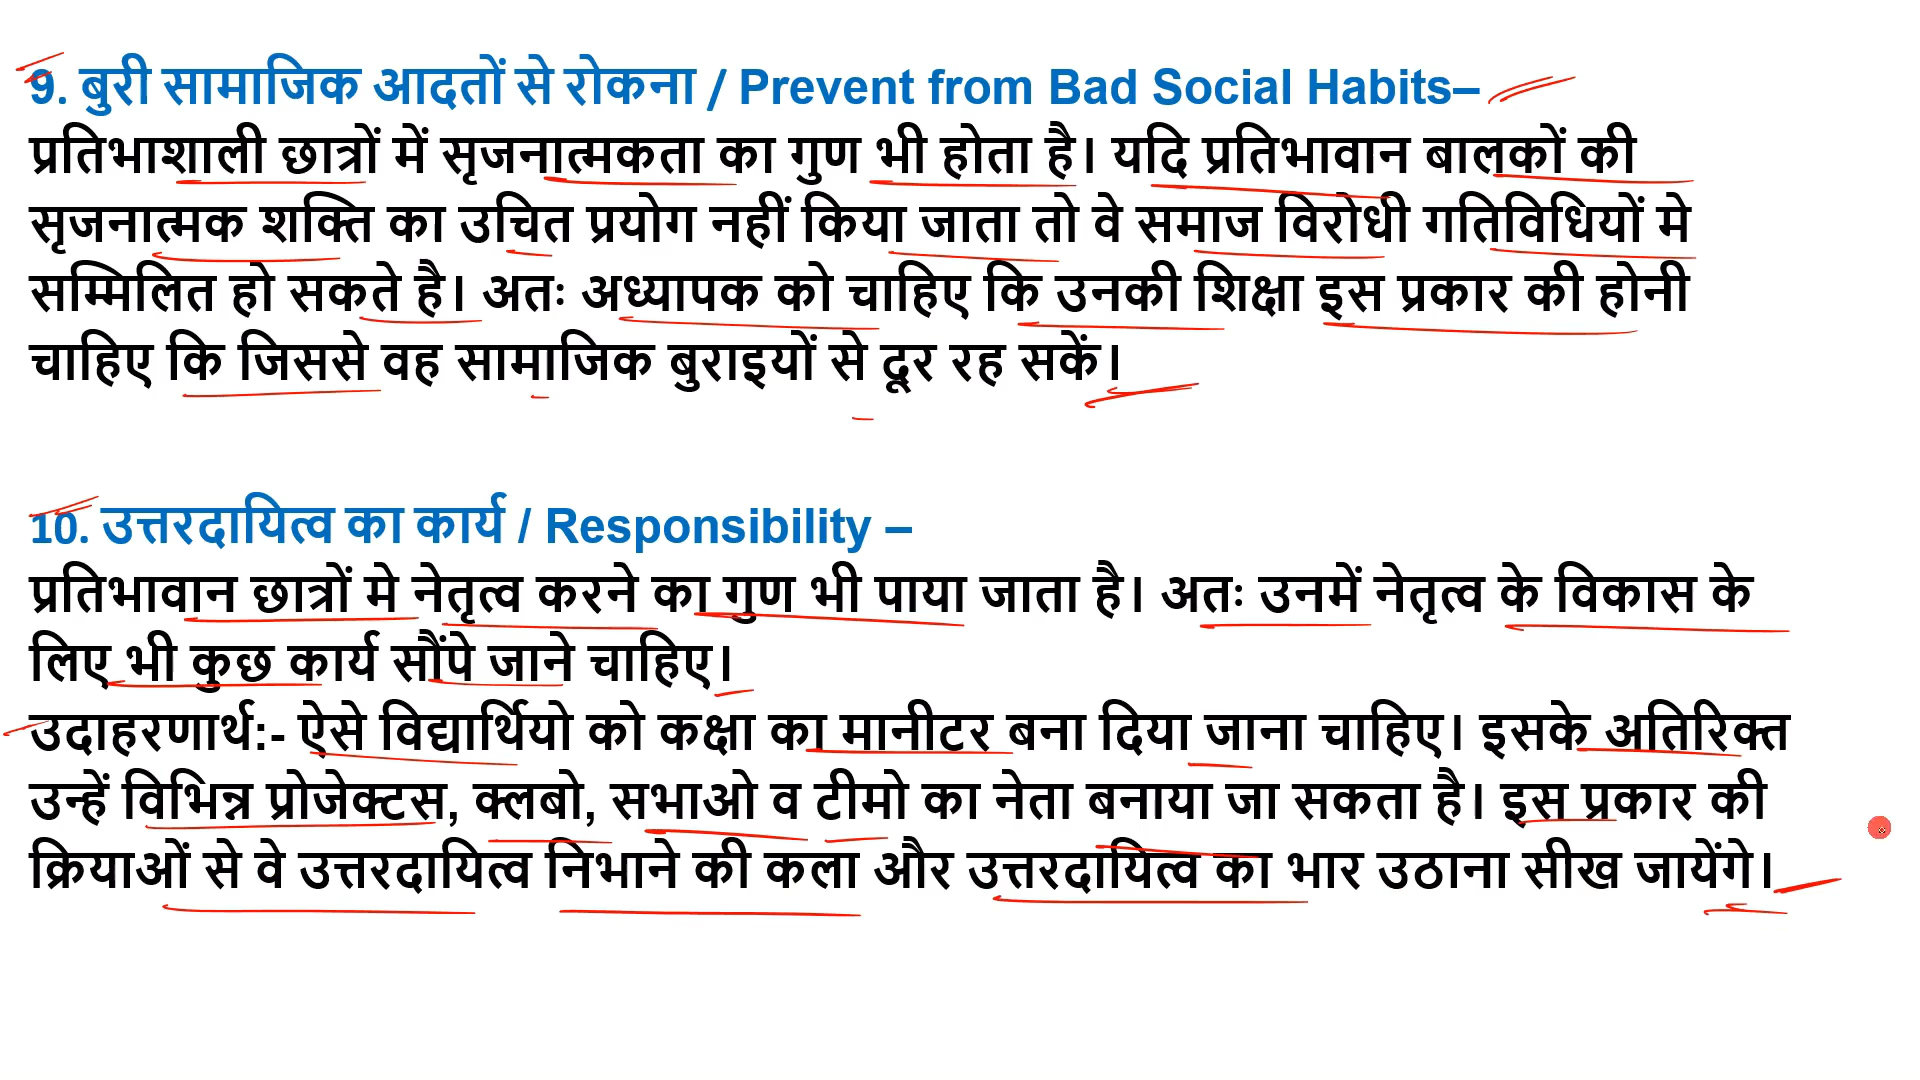 9. बुरी सामाजिक आदतों से रोकना / Prevent from Bad Social Habits–
प्रतिभाशाली छात्रों में सृजनात्मकता का गुण भी होता है। यदि प्रतिभावान बालकों की
सृजनात्मक शक्ति का उचित प्रयोग नहीं किया जाता तो वे समाज विरोधी गतिविधियों मे
सम्मिलित हो सकते है। अतः अध्यापक को चाहिए कि उनकी शिक्षा इस प्रकार की होनी
चाहिए कि जिससे वह सामाजिक बुराइयों से दूर रह सकें।
10. उत्तरदायित्व का कार्य / Responsibility –
प्रतिभावान छात्रों मे नेतृत्व करने का गुण भी पाया जाता है। अतः उनमें नेतृत्व के विकास के
लिए भी कुछ कार्य सौंपे जाने चाहिए।
उदाहरणार्थ:- ऐसे विद्यार्थियो को कक्षा का मानीटर बना दिया जाना चाहिए। इसके अतिरिक्त
उन्हें विभिन्न प्रोजेक्टस, क्लबो, सभाओ व टीमो का नेता बनाया जा सकता है। इस प्रकार की
क्रियाओं से वे उत्तरदायित्व निभाने की कला और उत्तरदायित्व का भार उठाना सीख जायेंगे।